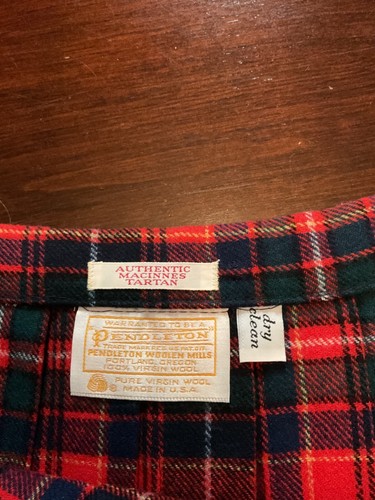 AUTHENTIC
MACINNES
TARTAN
WARRANTED TO BE A
PENDLETON
TRADE MARK REG. U.S. PAT. OFF.
PENDLETON WOOLEN MILLS
PORTLAND, OREGON
100% VIRGIN WOOL
PURE VIRGIN WOOL
MADE IN U.S.A.
dry
clean